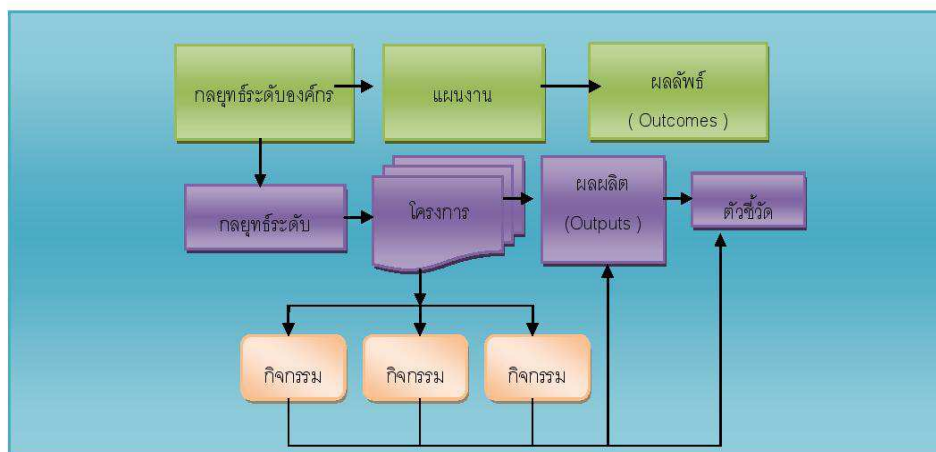 กลยุทธ์ระดับองค์กร
แผนงาน
ผลลัพธ์
( Outcomes )
กลยุทธ์ระดับ
โครงการ
ผลผลิต
(Outputs )
ตัวชี้วัด
กิจกรรม
กิจกรรม
กิจกรรม